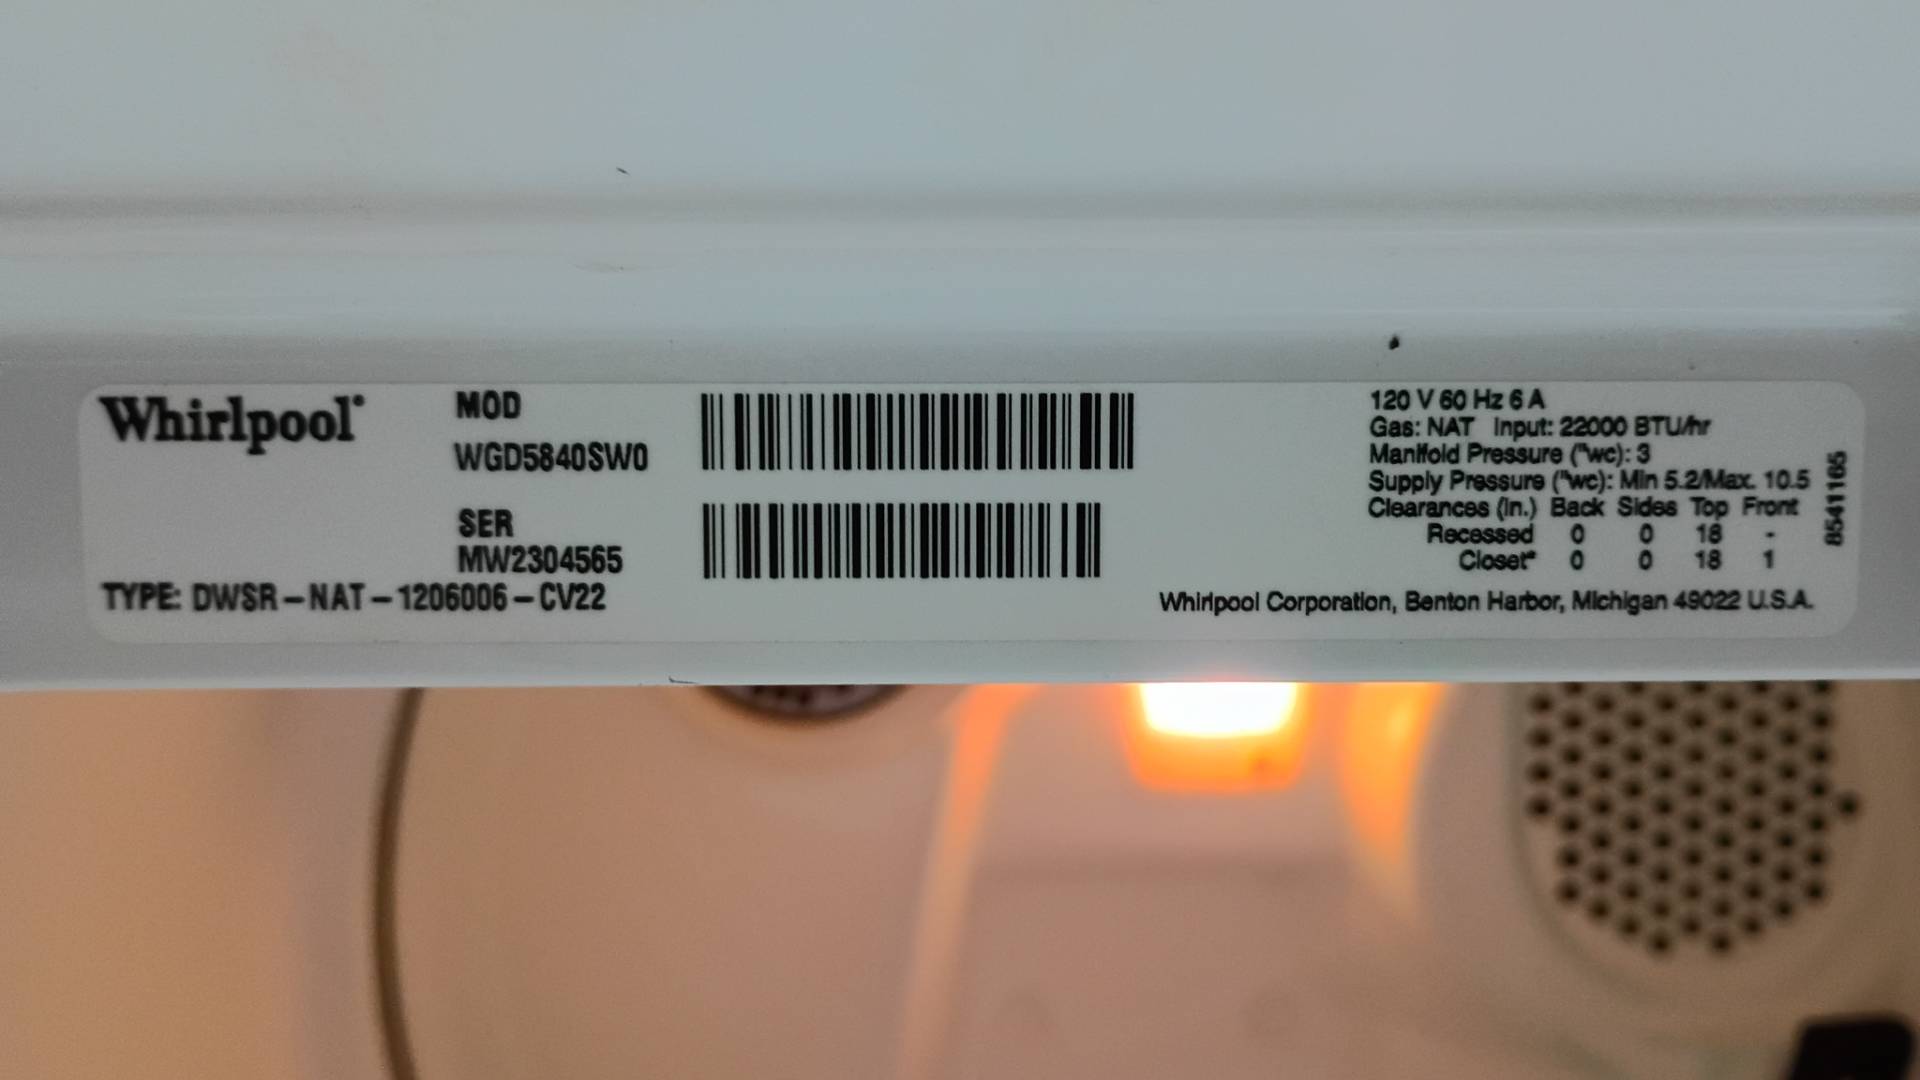 Whirlpool®
MOD
WGD5840SW0
SER
MW2304565
TYPE: DWSR-NAT-1206006-CV22
120 V 60 Hz 6 A
Gas: NAT Input: 22000 BTU/hr
Manifold Pressure ("wc): 3
Supply Pressure ("wc): Min 5.2/Max. 10.5
Clearances (in.) Back Sides Top Front
Recessed 0 0 18 -
Closet* 0 0 18 1
8541165
Whirlpool Corporation, Benton Harbor, Michigan 49022 U.S.A.